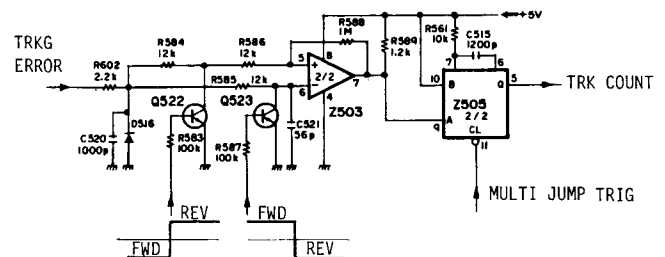 TRKG
ERROR
R602
2.2k
R584
12k
R586
12k
R585
12k
R588
1M
R589
1.2k
R561
10k
C515
1200p
+5V
5
6
+
-
8
4
7
2/2
Z503
Q522
Q523
R583
100k
R587
100k
C521
56p
C520
1000p
D516
7
6
10
B
Q
5
Z505
2/2
9
A
CL
11
TRK COUNT
MULTI JUMP TRIG
REV
FWD
FWD
REV